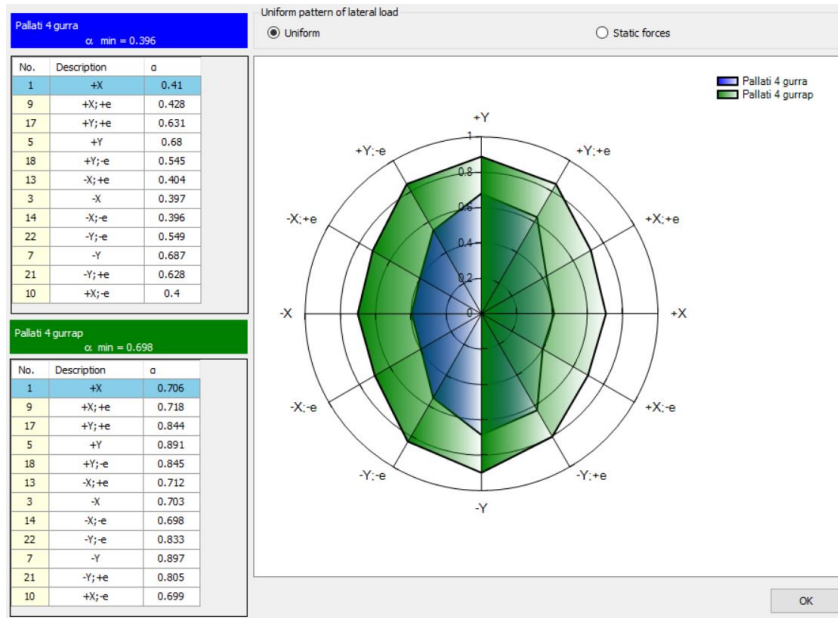 Pallati 4 gurra
α min = 0.396
No. Description α
1 +X 0.41
9 +X;+e 0.428
17 +Y;+e 0.631
5 +Y 0.68
18 +Y;-e 0.545
13 -X;+e 0.404
3 -X 0.397
14 -X;-e 0.396
22 -Y;-e 0.549
7 -Y 0.687
21 -Y;+e 0.628
10 +X;-e 0.4
Pallati 4 gurrap
α min = 0.698
No. Description α
1 +X 0.706
9 +X;+e 0.718
17 +Y;+e 0.844
5 +Y 0.891
18 +Y;-e 0.845
13 -X;+e 0.712
3 -X 0.703
14 -X;-e 0.698
22 -Y;-e 0.833
7 -Y 0.897
21 -Y;+e 0.805
10 +X;-e 0.699
Uniform pattern of lateral load
Uniform Static forces
Pallati 4 gurra
Pallati 4 gurrap
+Y
1
+Y;-e +Y;+e
0.8
0.6
-X;+e +X;+e
0.4
0.2
-X 0 +X
-X;-e +X;-e
-Y;-e -Y;+e
-Y
OK